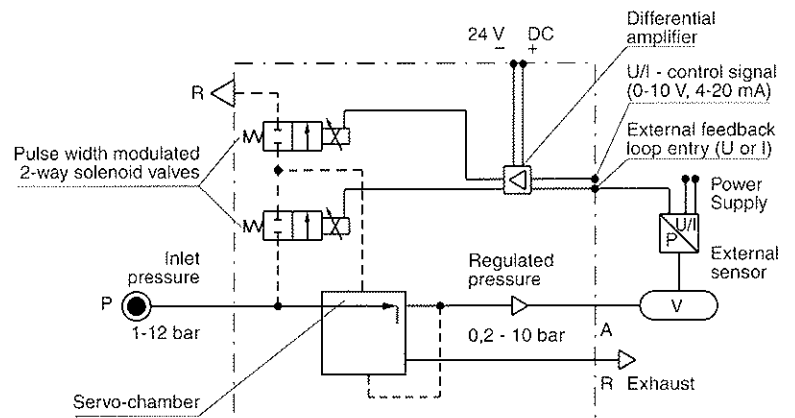 Differential
amplifier
24 V DC
− +
U/I - control signal
(0-10 V, 4-20 mA)
R
External feedback
loop entry (U or I)
Pulse width modulated
2-way solenoid valves
Power
Supply
U/I
P
Inlet
pressure
Regulated
pressure
External
sensor
P
V
1-12 bar
0,2 - 10 bar
A
R Exhaust
Servo-chamber